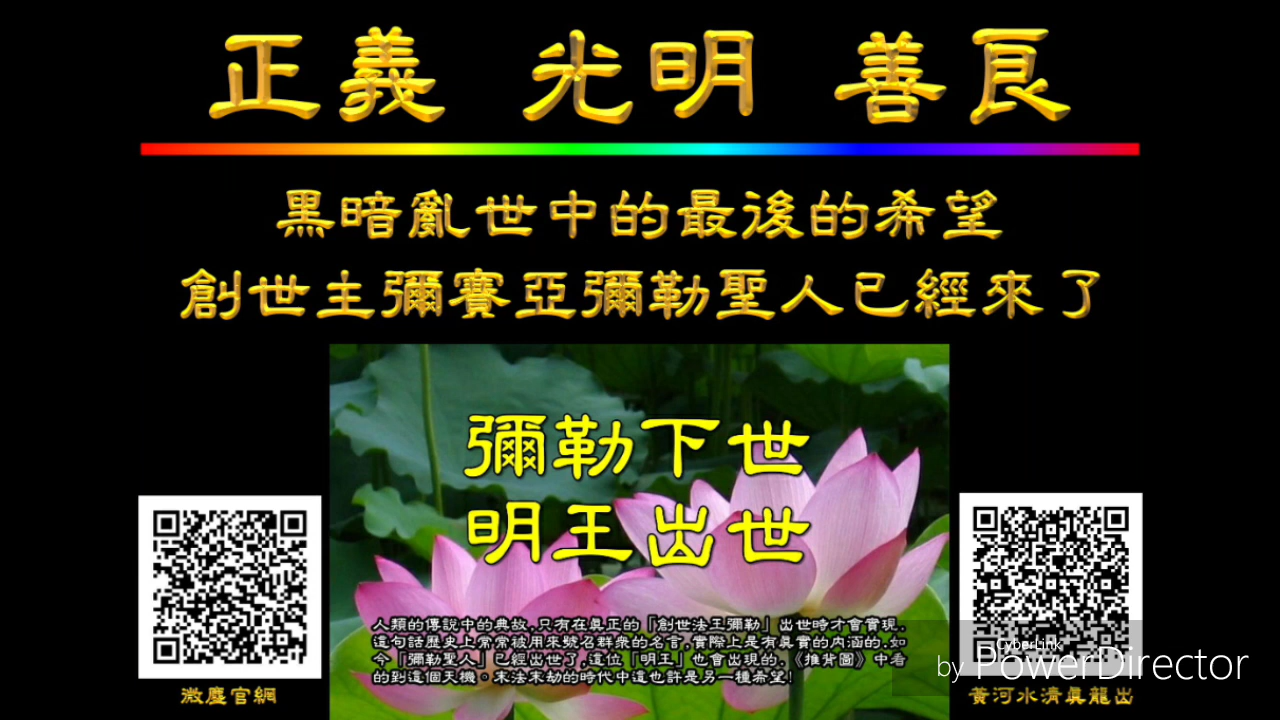 正義 光明 善良
黑暗亂世中的最後的希望
創世主彌賽亞彌勒聖人已經來了
彌勒下世
明王出世
人類的傳說中的典故,只有在真正的「創世法王彌勒」出世時才會實現,
這句話歷史上常常被用來號召群眾的名言,實際上是有真實的內涵的,如
今「彌勒聖人」已經出世了,這位「明王」也會出現的,《推背圖》中看
的到這個天機。末法末劫的時代中這也許是另一種希望!
微塵官網
黃河水清真龍出
CyberLink
by PowerDirector